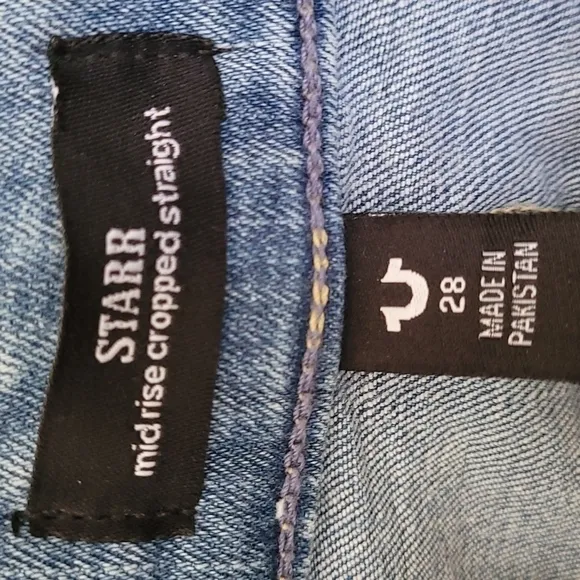 STARR
mid rise cropped straight
28
MADE IN
PAKISTAN